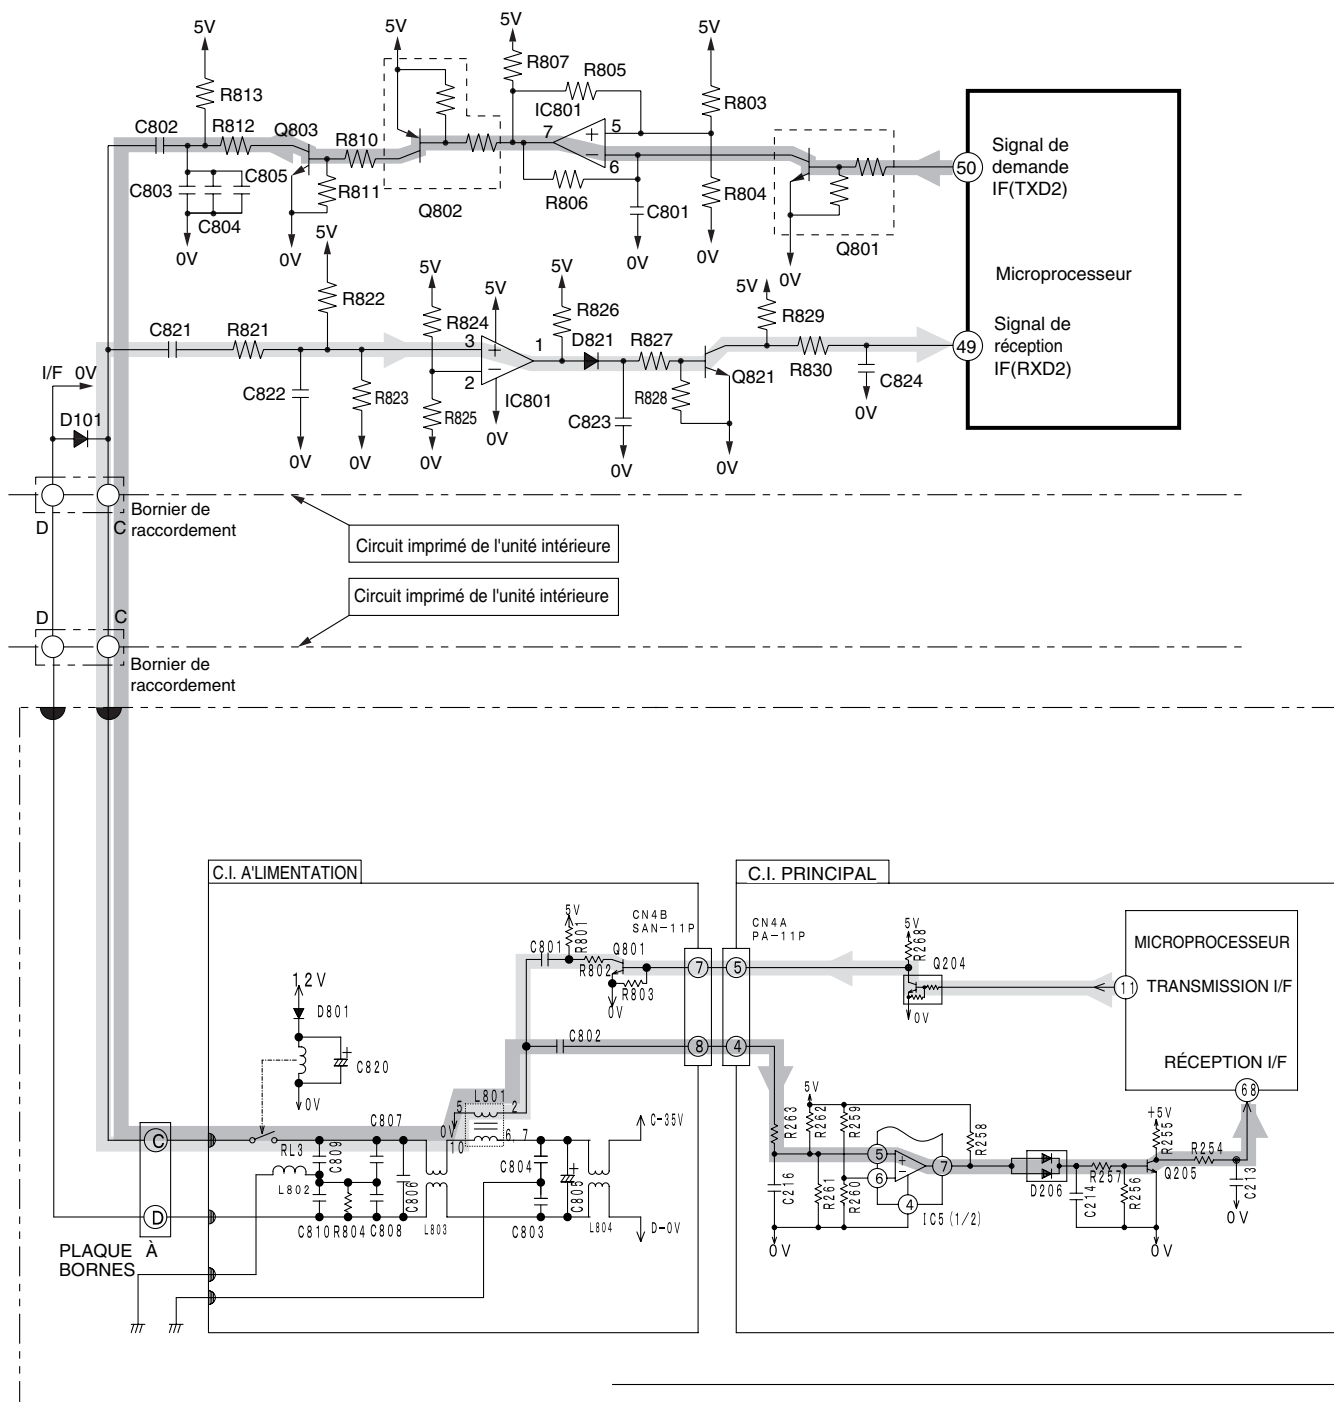 5V
5V
5V
5V
R807
R805
R813
IC801
R803
C802
R812
Q803
R810
7
5
+
−
6
C803
C805
R811
C804
Q802
R806
C801
R804
Q801
0V
0V
0V
0V
0V
50
Signal de
demande
IF(TXD2)
Microprocesseur
5V
R822
5V
R824
5V
5V
R826
5V
R829
C821
R821
3
+
−
2
1
D821
R827
Q821
R830
49
Signal de
réception
IF(RXD2)
C822
R823
R825
IC801
R828
C823
C824
0V
0V
0V
0V
0V
0V
0V
I/F 0V
D101
D
C
Bornier de
raccordement
Circuit imprimé de l'unité intérieure
Circuit imprimé de l'unité intérieure
D
C
Bornier de
raccordement
C.I. A'LIMENTATION
C.I. PRINCIPAL
5V
R801
C801
R802
Q801
R803
0V
CN4B
SAN-11P
CN4A
PA-11P
7
5
8
4
5V
R268
Q204
0V
MICROPROCESSEUR
11
TRANSMISSION I/F
RÉCEPTION I/F
68
12V
D801
C820
0V
C802
L801
5
2
0V
10
6, 7
C-35V
D-0V
C
D
PLAQUE À
BORNES
RL3
C809
C807
C806
L802
C810
R804
C808
L803
C804
C803
C805
L804
5V
R263
R262
R259
R258
C216
R261
R260
5
+
−
6
7
4
IC5 (1/2)
D206
C214
R257
R256
+5V
R255
R254
Q205
C213
0V
0V
0V